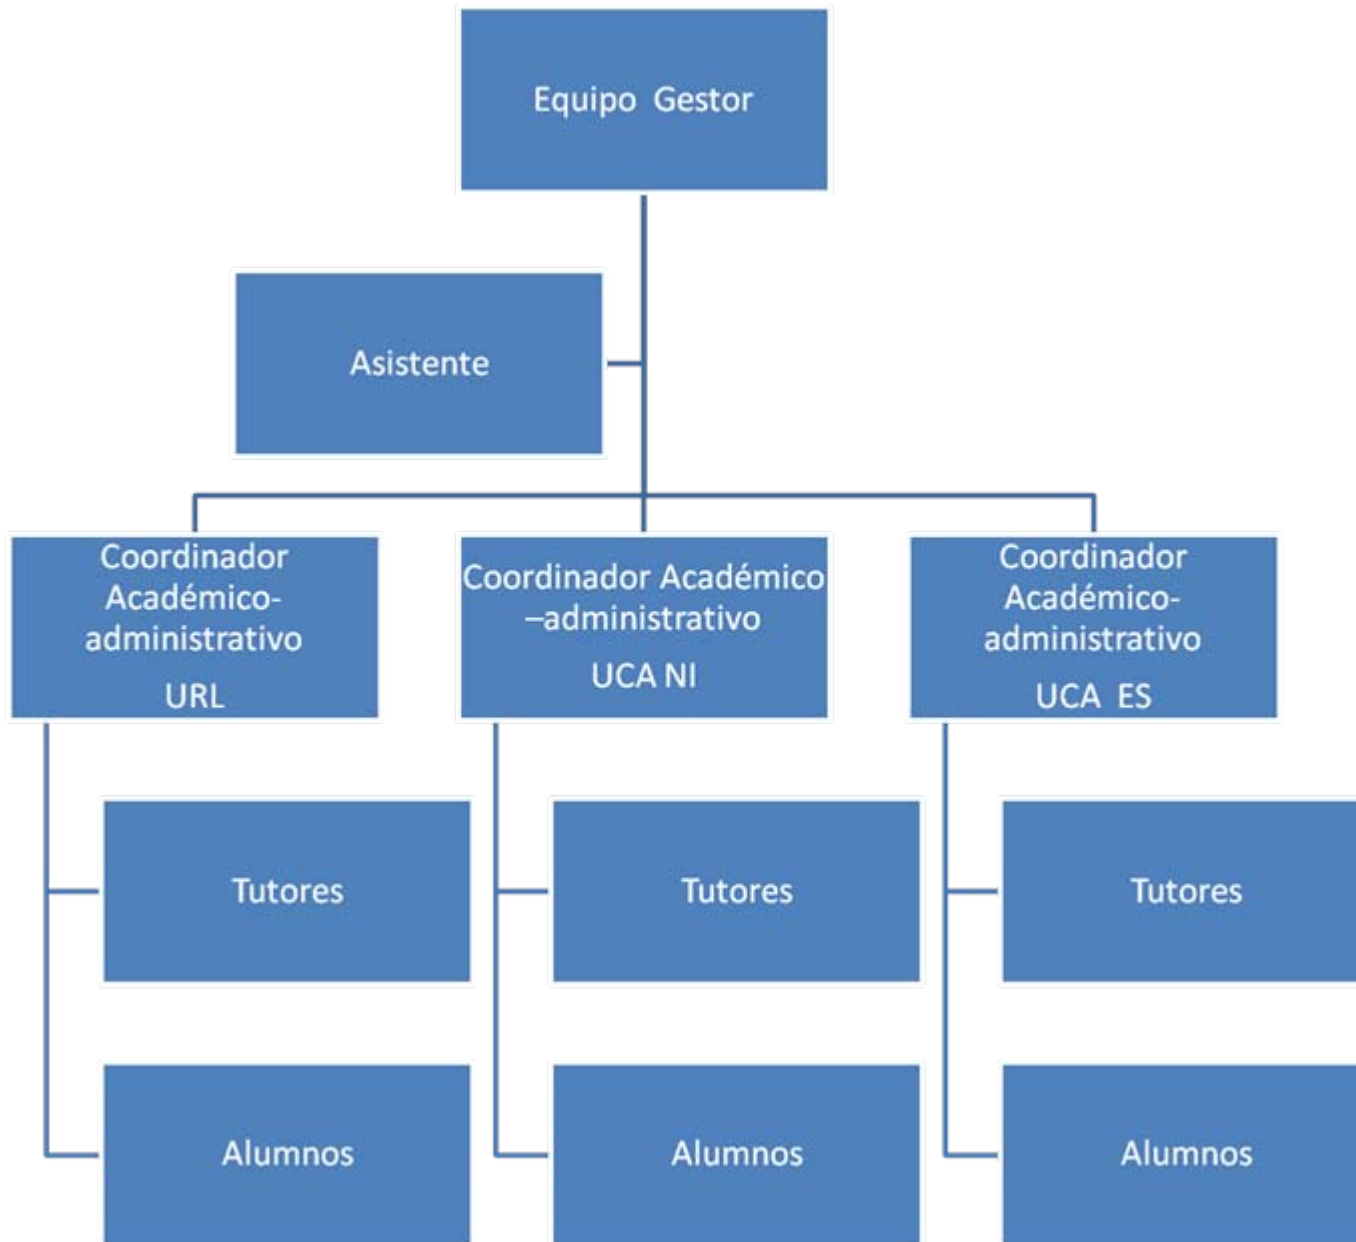 Equipo Gestor
Asistente
Coordinador
Académico-
administrativo
URL
Coordinador Académico
–administrativo
UCA NI
Coordinador
Académico-
administrativo
UCA ES
Tutores
Tutores
Tutores
Alumnos
Alumnos
Alumnos